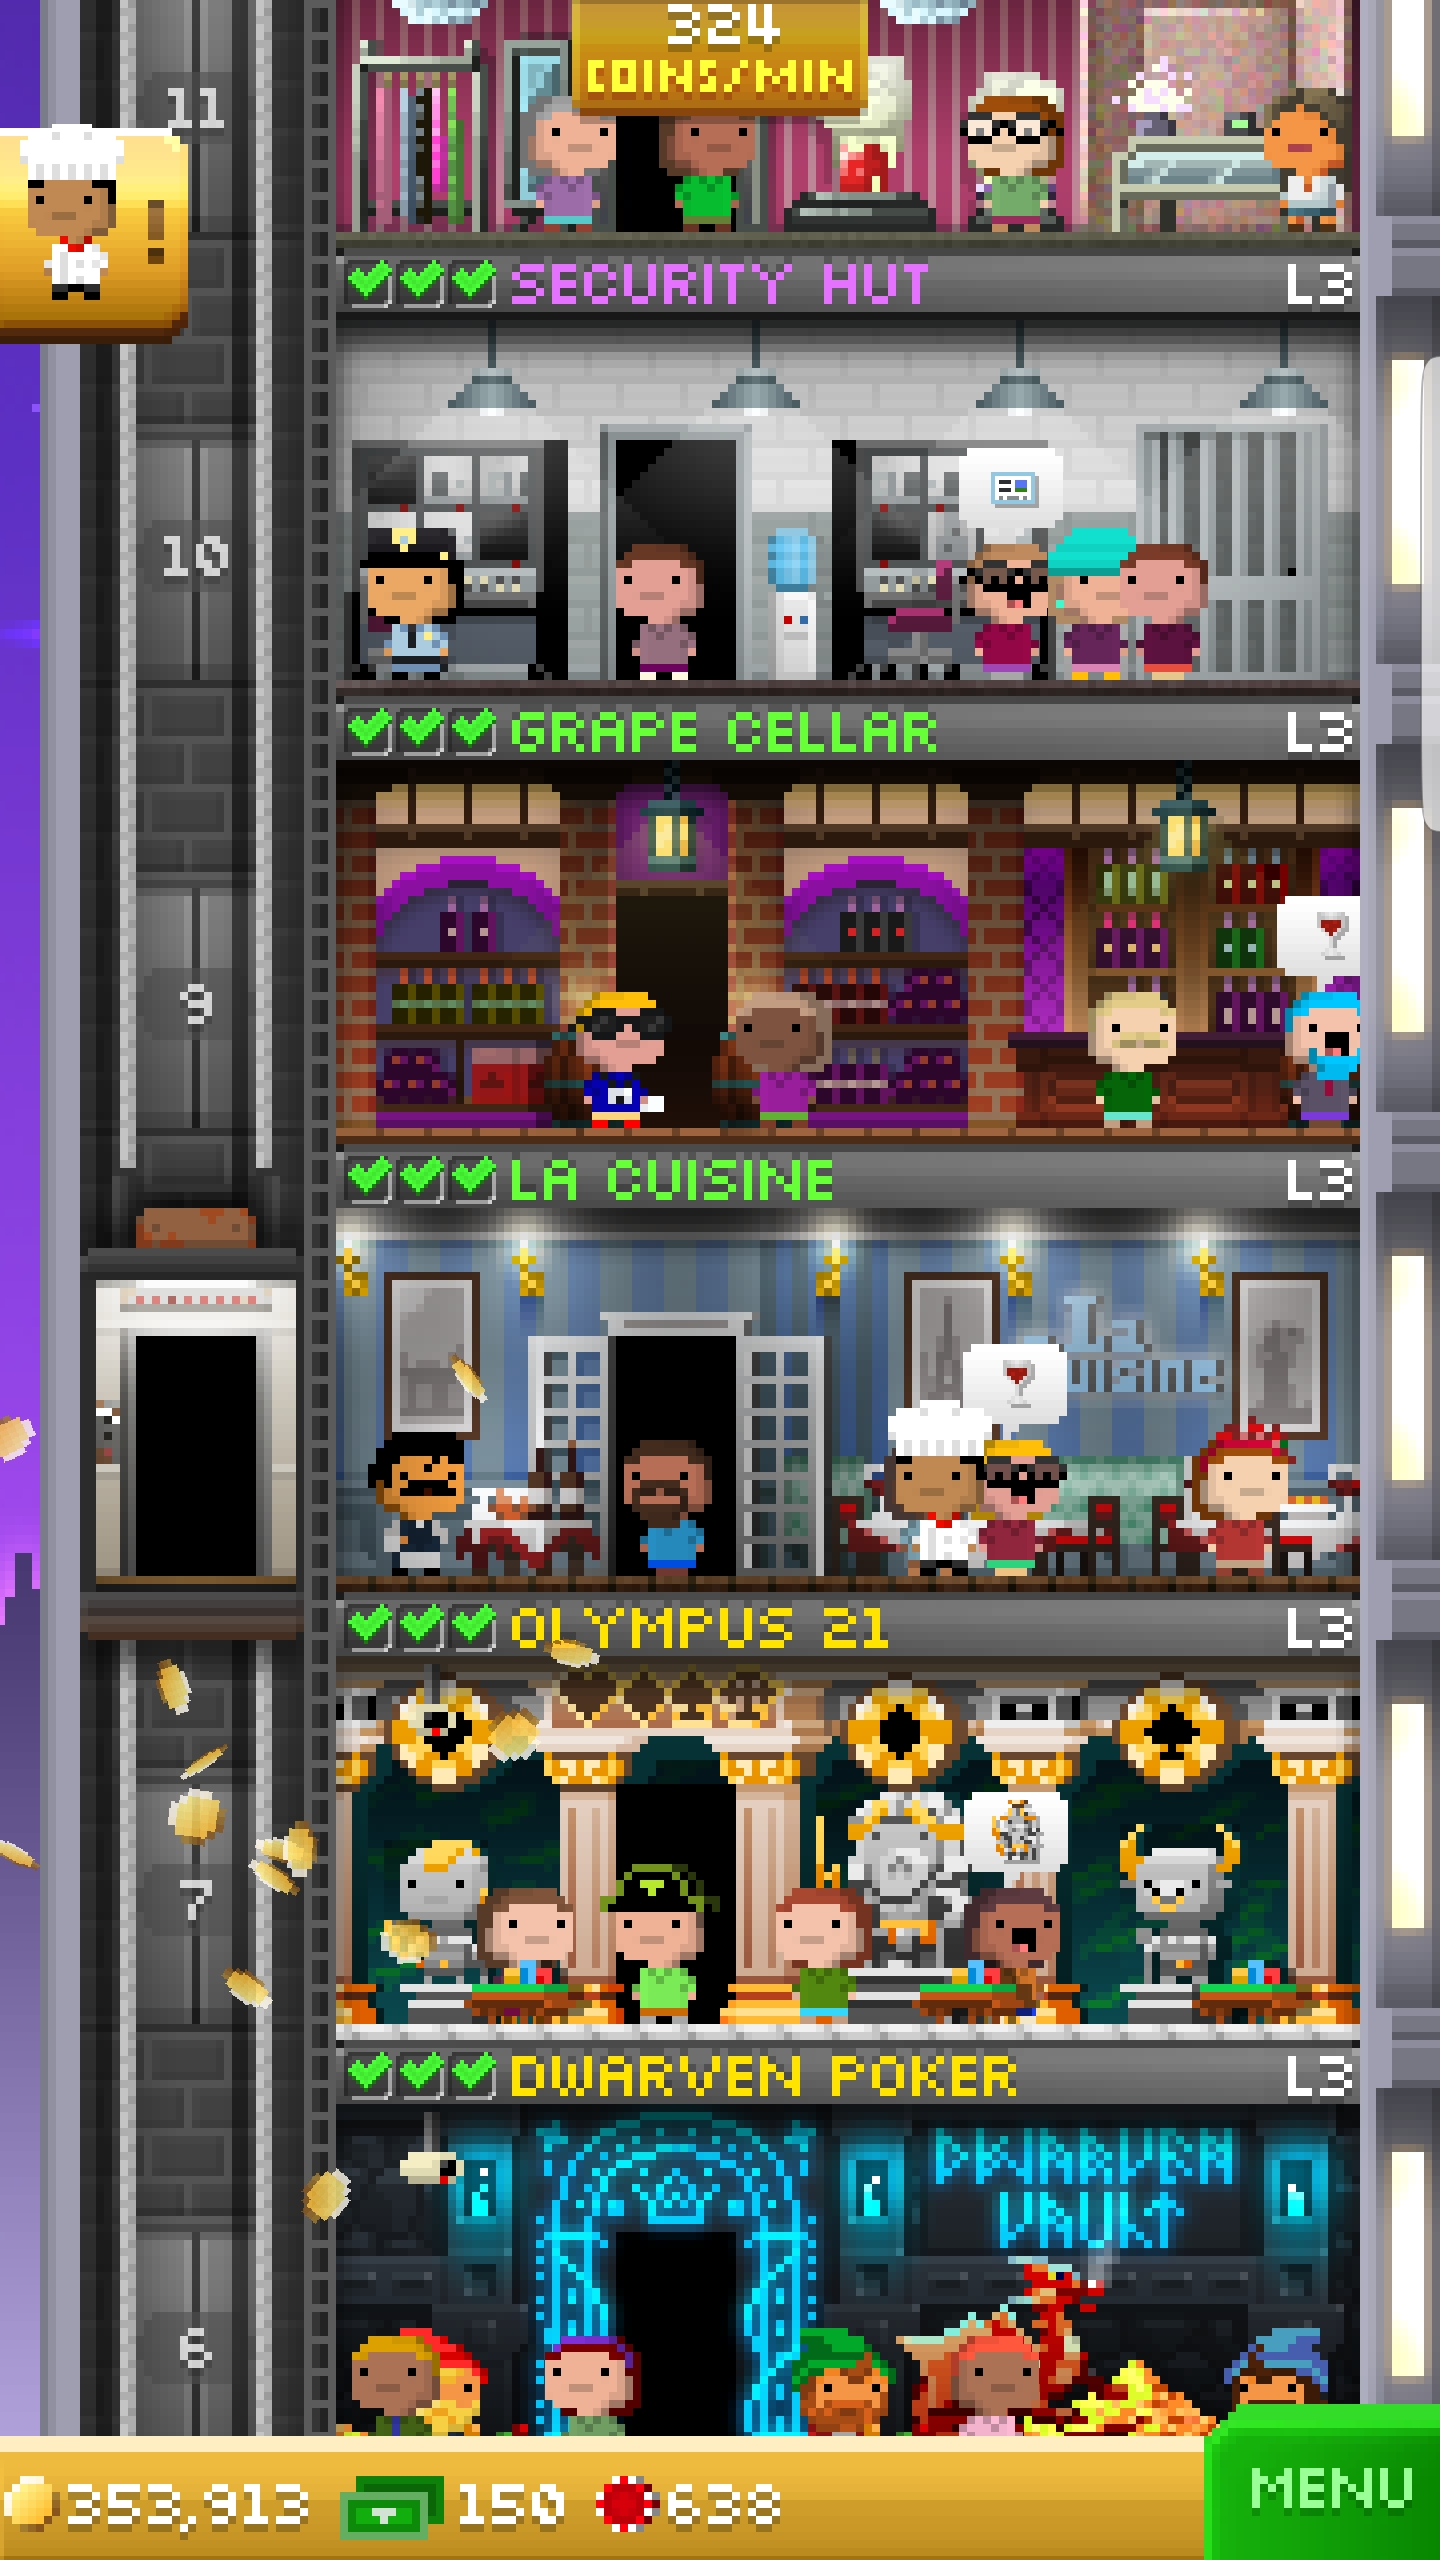 324
COINS/MIN
11
SECURITY HUT L3
10
GRAPE CELLAR L3
9
LA CUISINE L3
La
uisine
OLYMPUS 21 L3
7
DWARVEN POKER L3
DWARVEN
VAULT
6
353,913 150 638
MENU